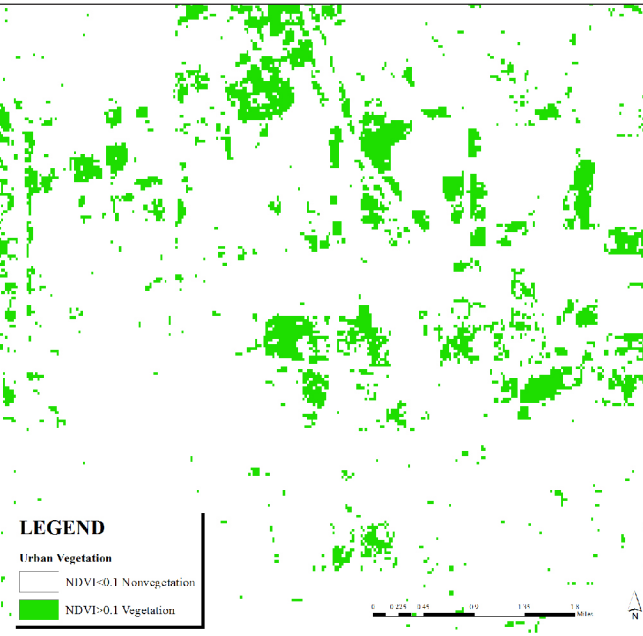 LEGEND
Urban Vegetation
NDVI<0.1 Nonvegetation
NDVI>0.1 Vegetation
0 0.225 0.45 0.9 1.35 1.8
Miles
N